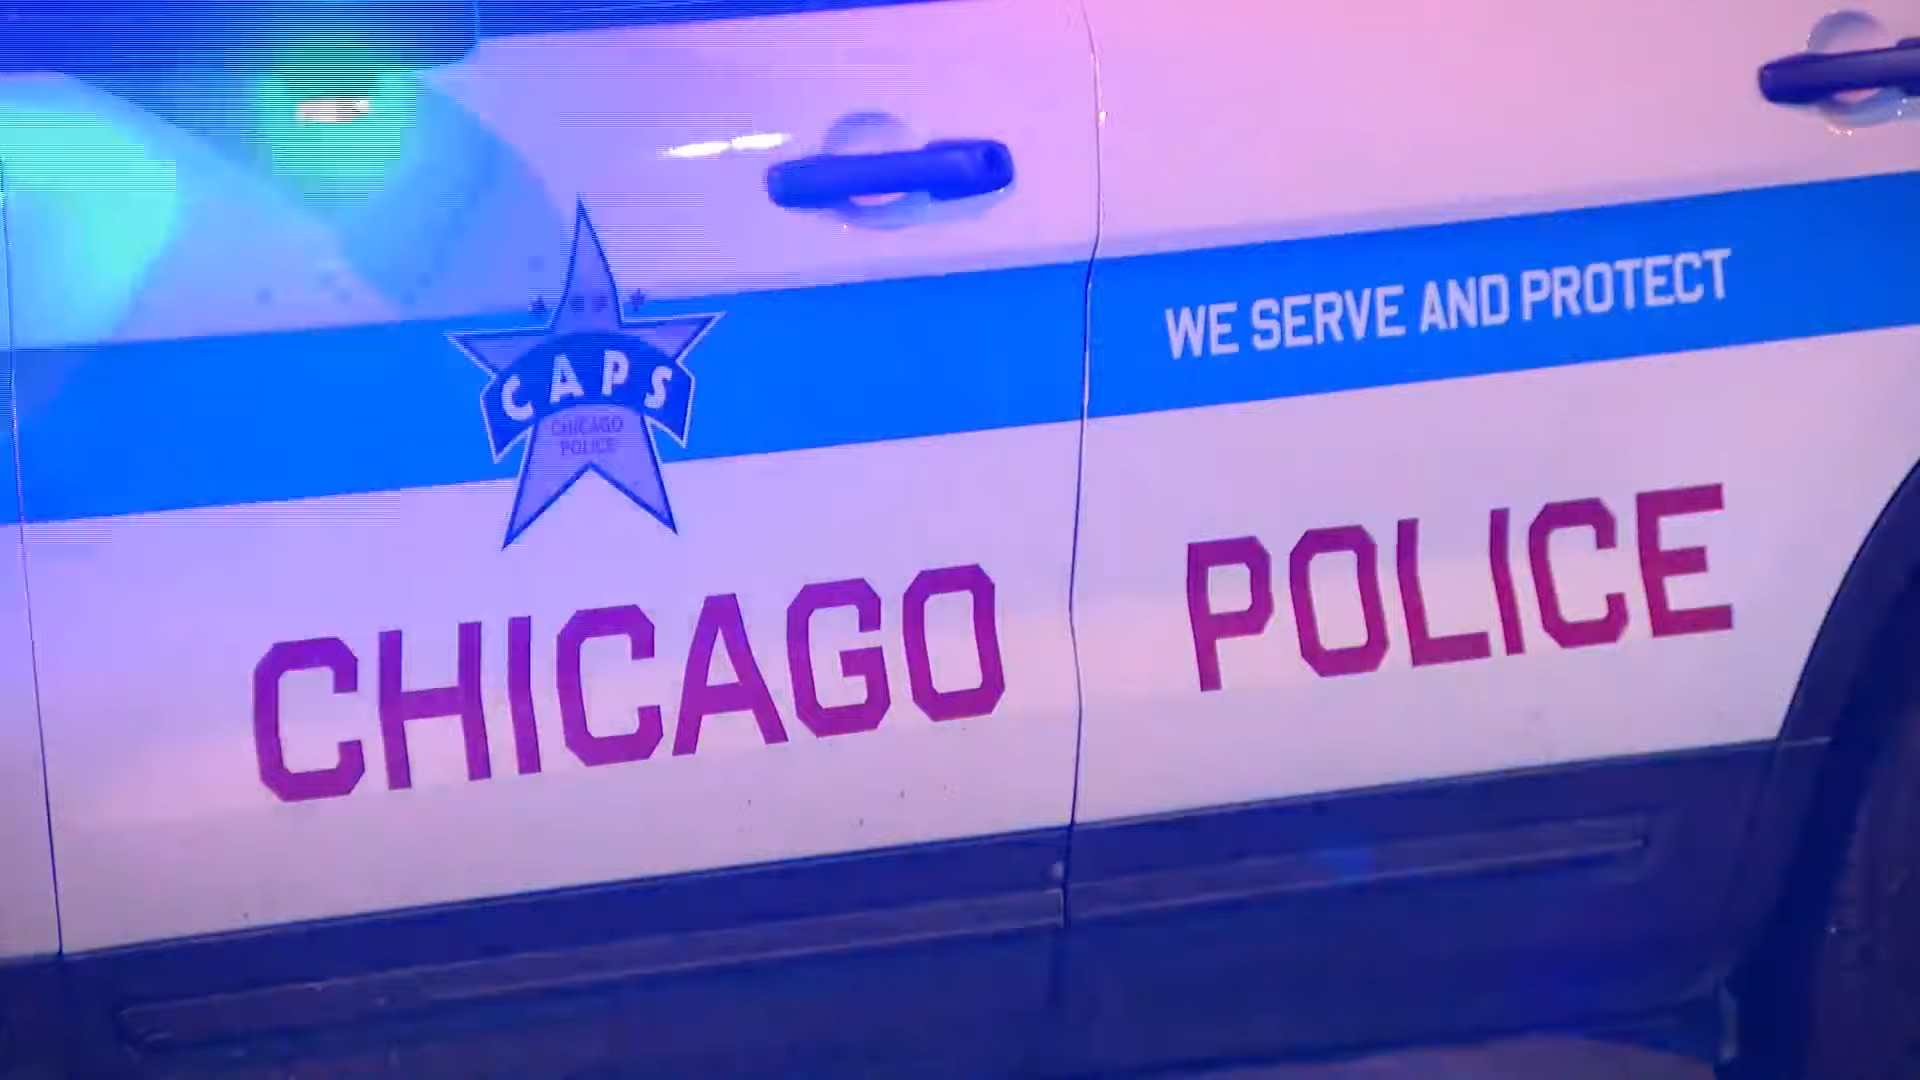 WE SERVE AND PROTECT
CAPS
CHICAGO
POLICE
CHICAGO POLICE